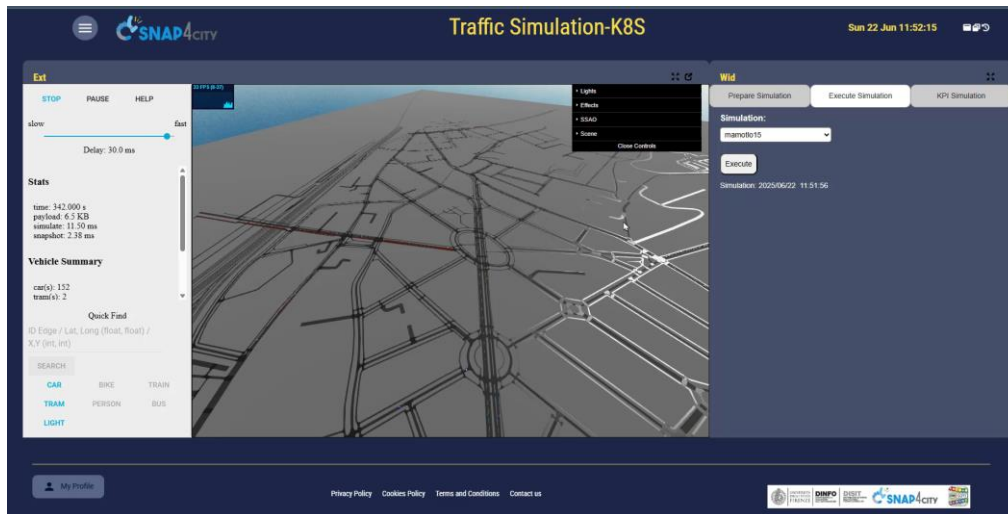 SNAP4CITY
Traffic Simulation-K8S
Sun 22 Jun 11:52:15
Ext
STOP PAUSE HELP
slow fast
Delay: 30.0 ms
Stats
time: 342.000 s
payload: 6.5 KB
simulate: 11.50 ms
snapshot: 2.38 ms
Vehicle Summary
car(s): 152
tram(s): 2
Quick Find
ID Edge / Lat, Long (float, float) /
X,Y (int, int)
SEARCH
CAR BIKE TRAIN
TRAM PERSON BUS
LIGHT
Lights
Effects
SSAO
Scene
Close Controls
Wid
Prepare Simulation Execute Simulation KPI Simulation
Simulation:
mamotlo15
Execute
Simulation: 2025/06/22 11:51:56
My Profile
Privacy Policy Cookies Policy Terms and Conditions Contact us
DINFO
DISIT
SNAP4CITY